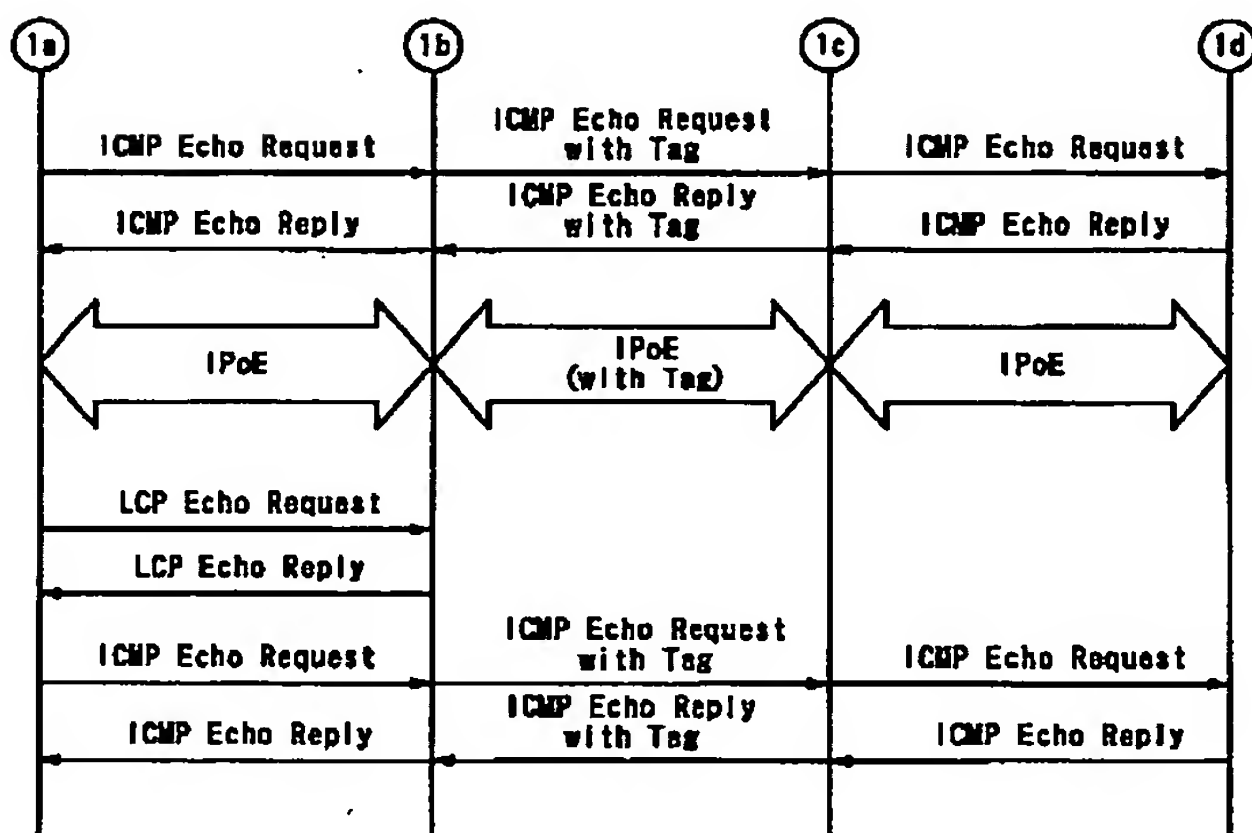 1a
1b
1c
1d
ICMP Echo Request
ICMP Echo Request
with Tag
ICMP Echo Request
ICMP Echo Reply
ICMP Echo Reply
with Tag
ICMP Echo Reply
IPoE
IPoE
(with Tag)
IPoE
LCP Echo Request
LCP Echo Reply
ICMP Echo Request
ICMP Echo Request
with Tag
ICMP Echo Request
ICMP Echo Reply
ICMP Echo Reply
with Tag
ICMP Echo Reply